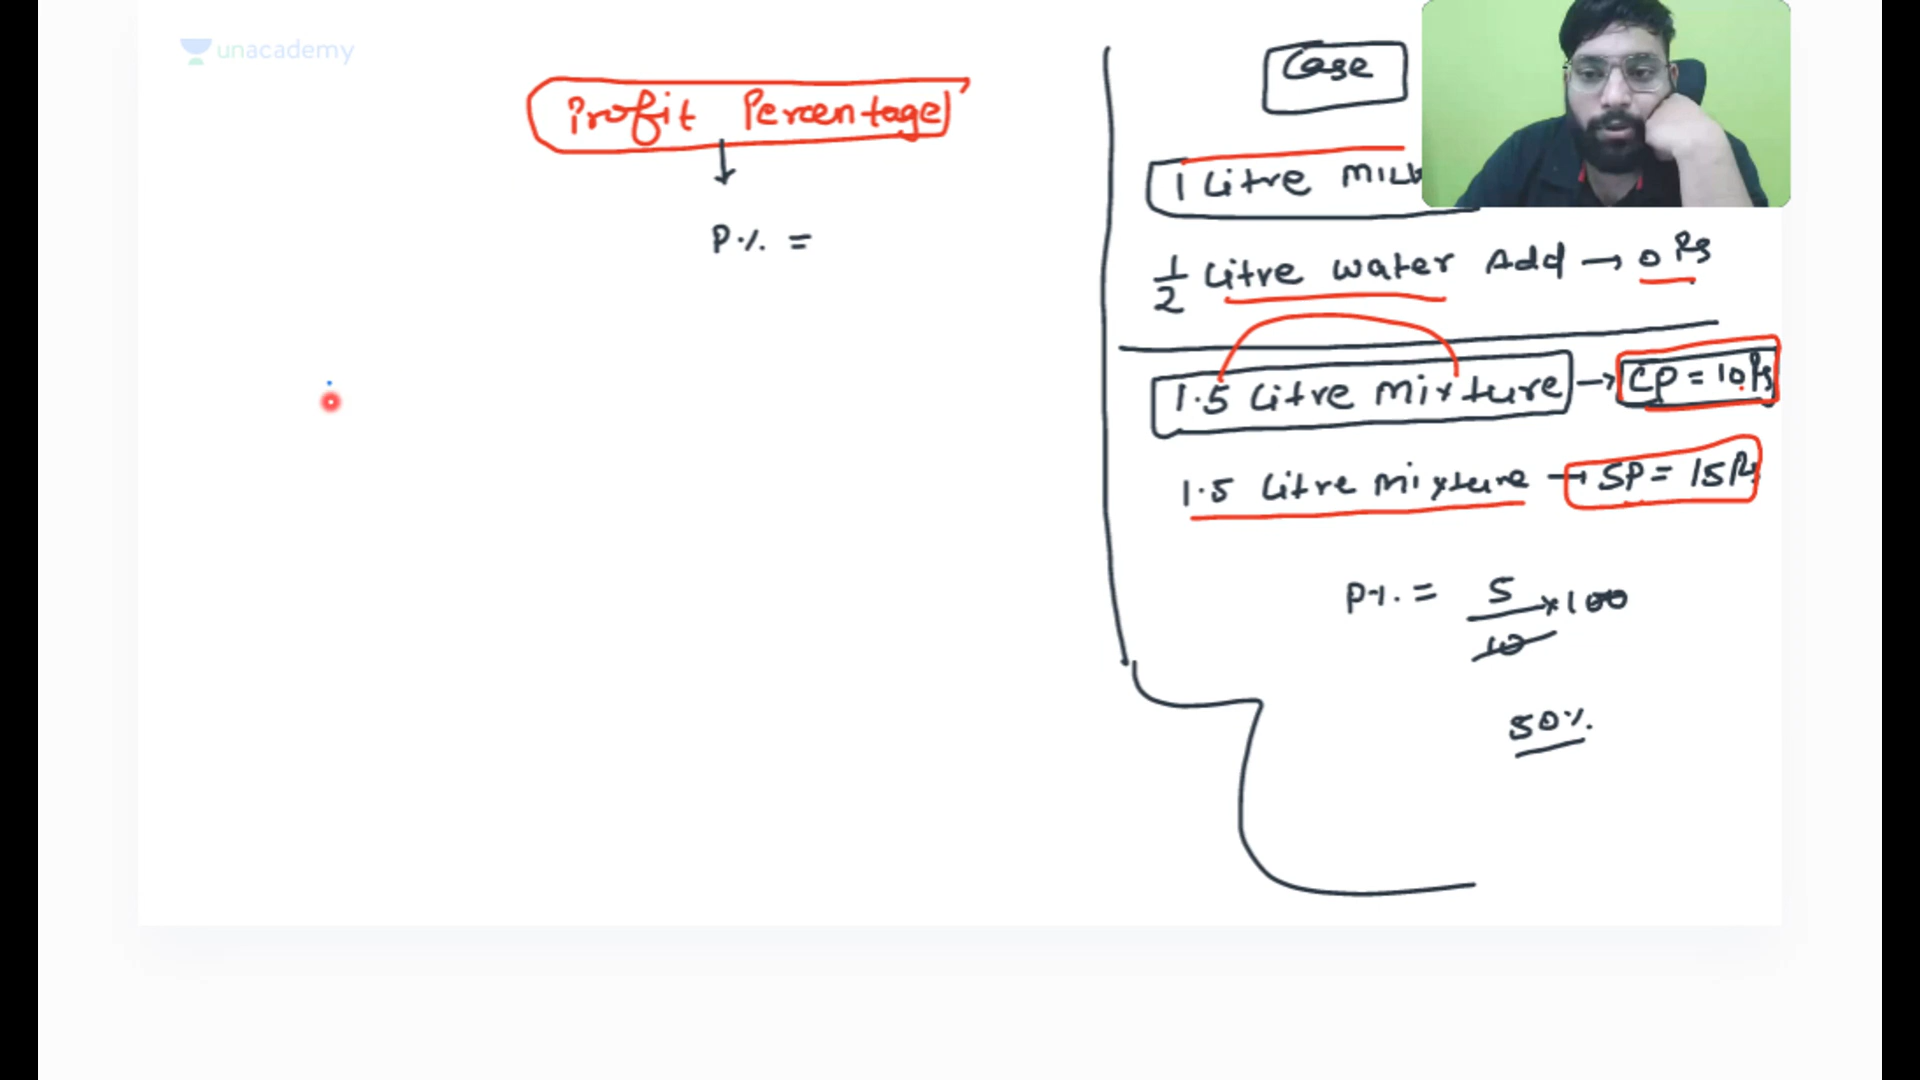 unacademy
Profit Percentage
P% =
Case
1 Litre Milk
1/2 Litre water Add → 0 Rs
1.5 Litre Mixture → CP = 10 Rs
1.5 Litre Mixture → SP = 15 Rs
P% = 5/10 × 100
50%